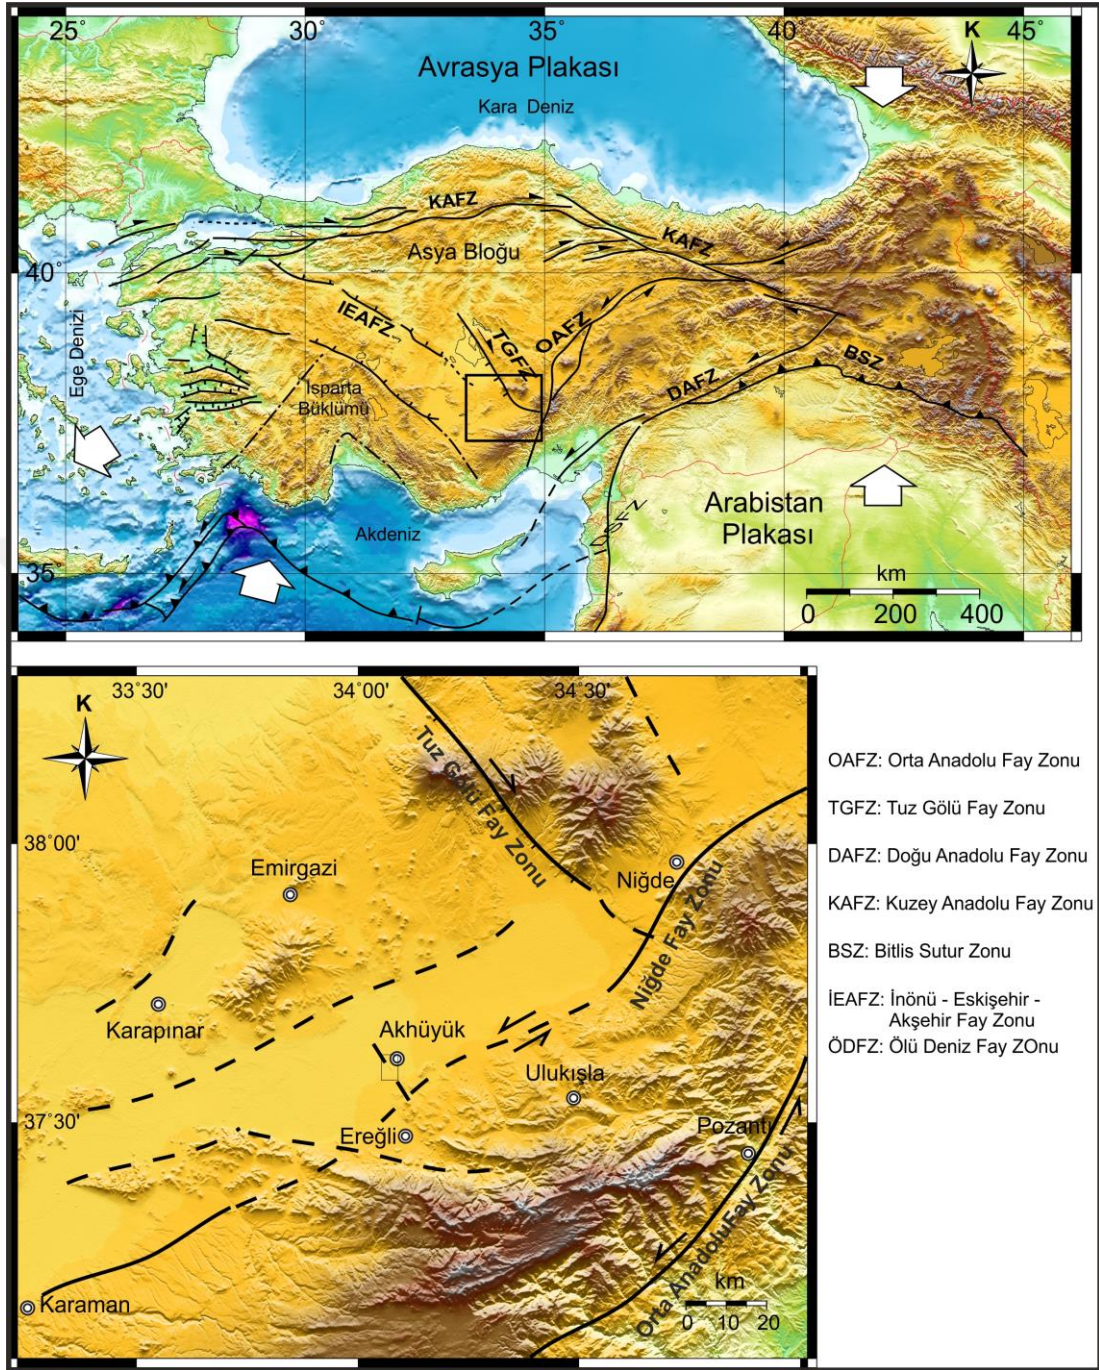 25°
30°
35°
40°
45°
K
Avrasya Plakası
Kara Deniz
KAFZ
KAFZ
Asya Bloğu
40°
Ege Denizi
IEAFZ
TGFZ
OAFZ
DAFZ
BSZ
Isparta
Büklümü
Arabistan
Plakası
Akdeniz
35°
km
0 200 400
33°30'
34°00'
34°30'
K
Tuz Gölü Fay Zonu
38°00'
Emirgazi
Niğde
Niğde Fay Zonu
Karapınar
Akhüyük
Ulukışla
37°30'
Ereğli
Pozantı
Orta AnadoluFay Zonu
km
0 10 20
Karaman
OAFZ: Orta Anadolu Fay Zonu
TGFZ: Tuz Gölü Fay Zonu
DAFZ: Doğu Anadolu Fay Zonu
KAFZ: Kuzey Anadolu Fay Zonu
BSZ: Bitlis Sutur Zonu
İEAFZ: İnönü - Eskişehir -
Akşehir Fay Zonu
ÖDFZ: Ölü Deniz Fay ZOnu